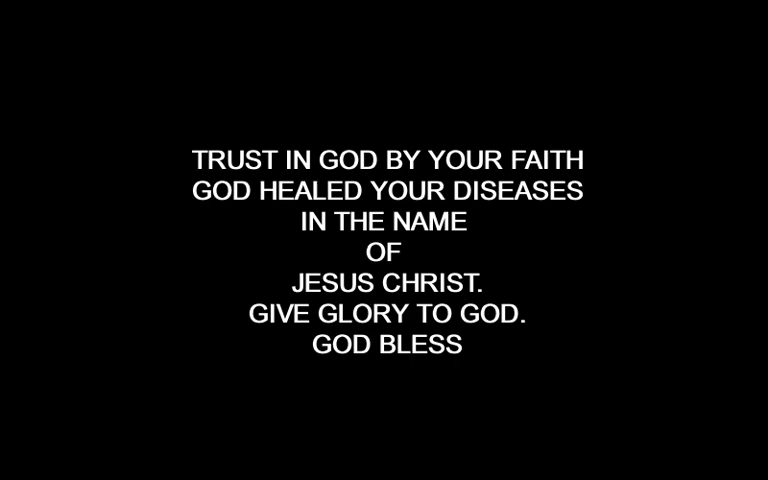 TRUST IN GOD BY YOUR FAITH
GOD HEALED YOUR DISEASES
IN THE NAME
OF
JESUS CHRIST.
GIVE GLORY TO GOD.
GOD BLESS